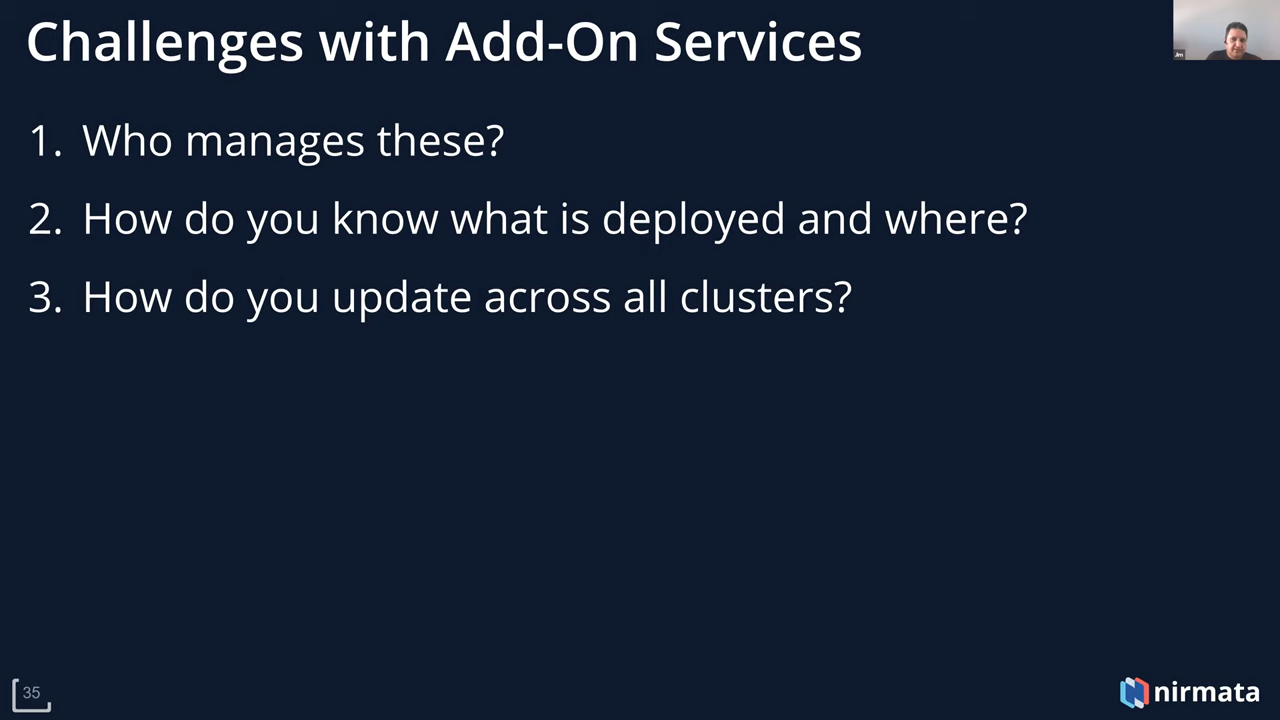 Challenges with Add-On Services
Jim
1. Who manages these?
2. How do you know what is deployed and where?
3. How do you update across all clusters?
35
nirmata